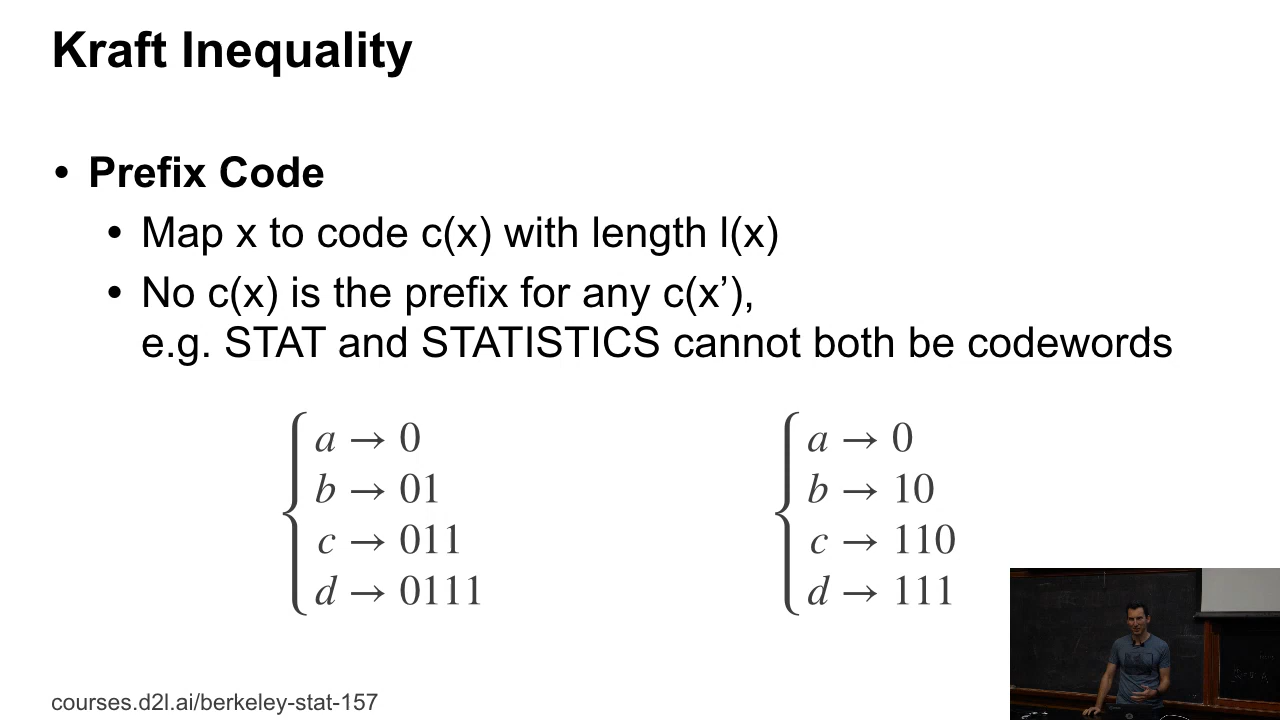 Kraft Inequality
• Prefix Code
• Map x to code c(x) with length l(x)
• No c(x) is the prefix for any c(x’),
e.g. STAT and STATISTICS cannot both be codewords
a → 0
b → 01
c → 011
d → 0111
a → 0
b → 10
c → 110
d → 111
courses.d2l.ai/berkeley-stat-157